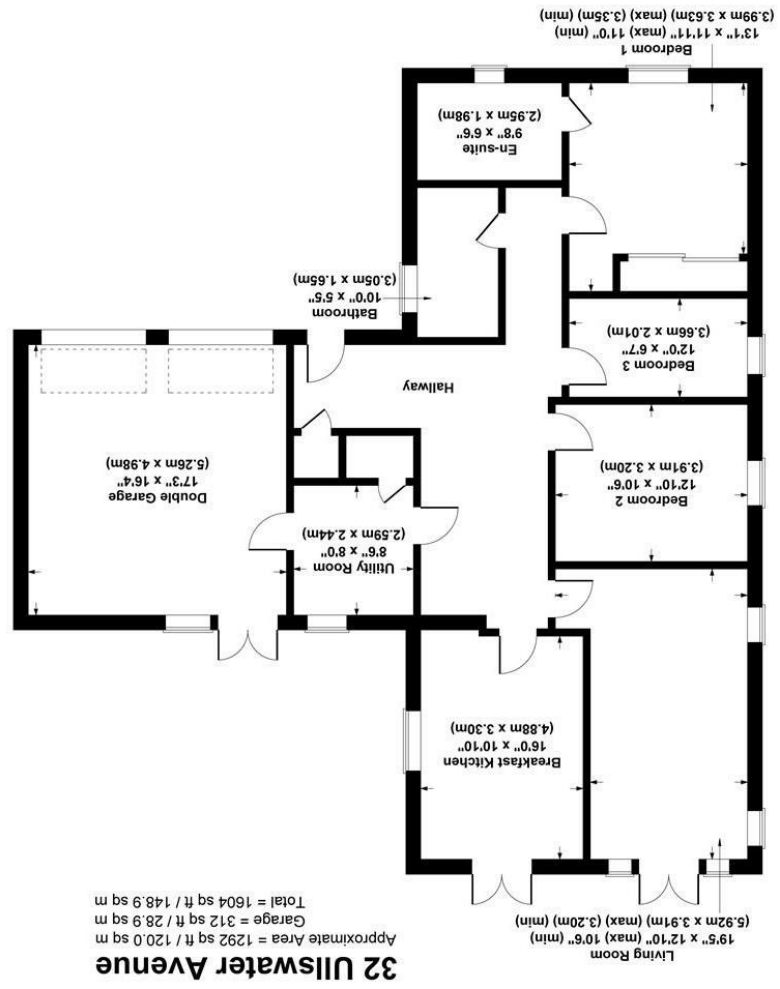 32 Ullswater Avenue
Approximate Area = 1292 sq ft / 120.0 sq m
Garage = 312 sq ft / 28.9 sq m
Total = 1604 sq ft / 148.9 sq m
Living Room
19'5" x 12'10" (max) 10'6" (min)
(5.92m x 3.91m) (max) (3.20m) (min)
Breakfast Kitchen
16'0" x 10'10"
(4.88m x 3.30m)
Utility Room
8'6" x 8'0"
(2.59m x 2.44m)
Double Garage
17'3" x 16'4"
(5.26m x 4.98m)
Bedroom 2
12'10" x 10'6"
(3.91m x 3.20m)
Hallway
Bedroom 3
12'0" x 6'7"
(3.66m x 2.01m)
Bathroom
10'0" x 5'5"
(3.05m x 1.65m)
En-suite
9'8" x 6'6"
(2.95m x 1.98m)
Bedroom 1
13'1" x 11'11" (max) 11'0" (min)
(3.99m x 3.63m) (max) (3.35m) (min)